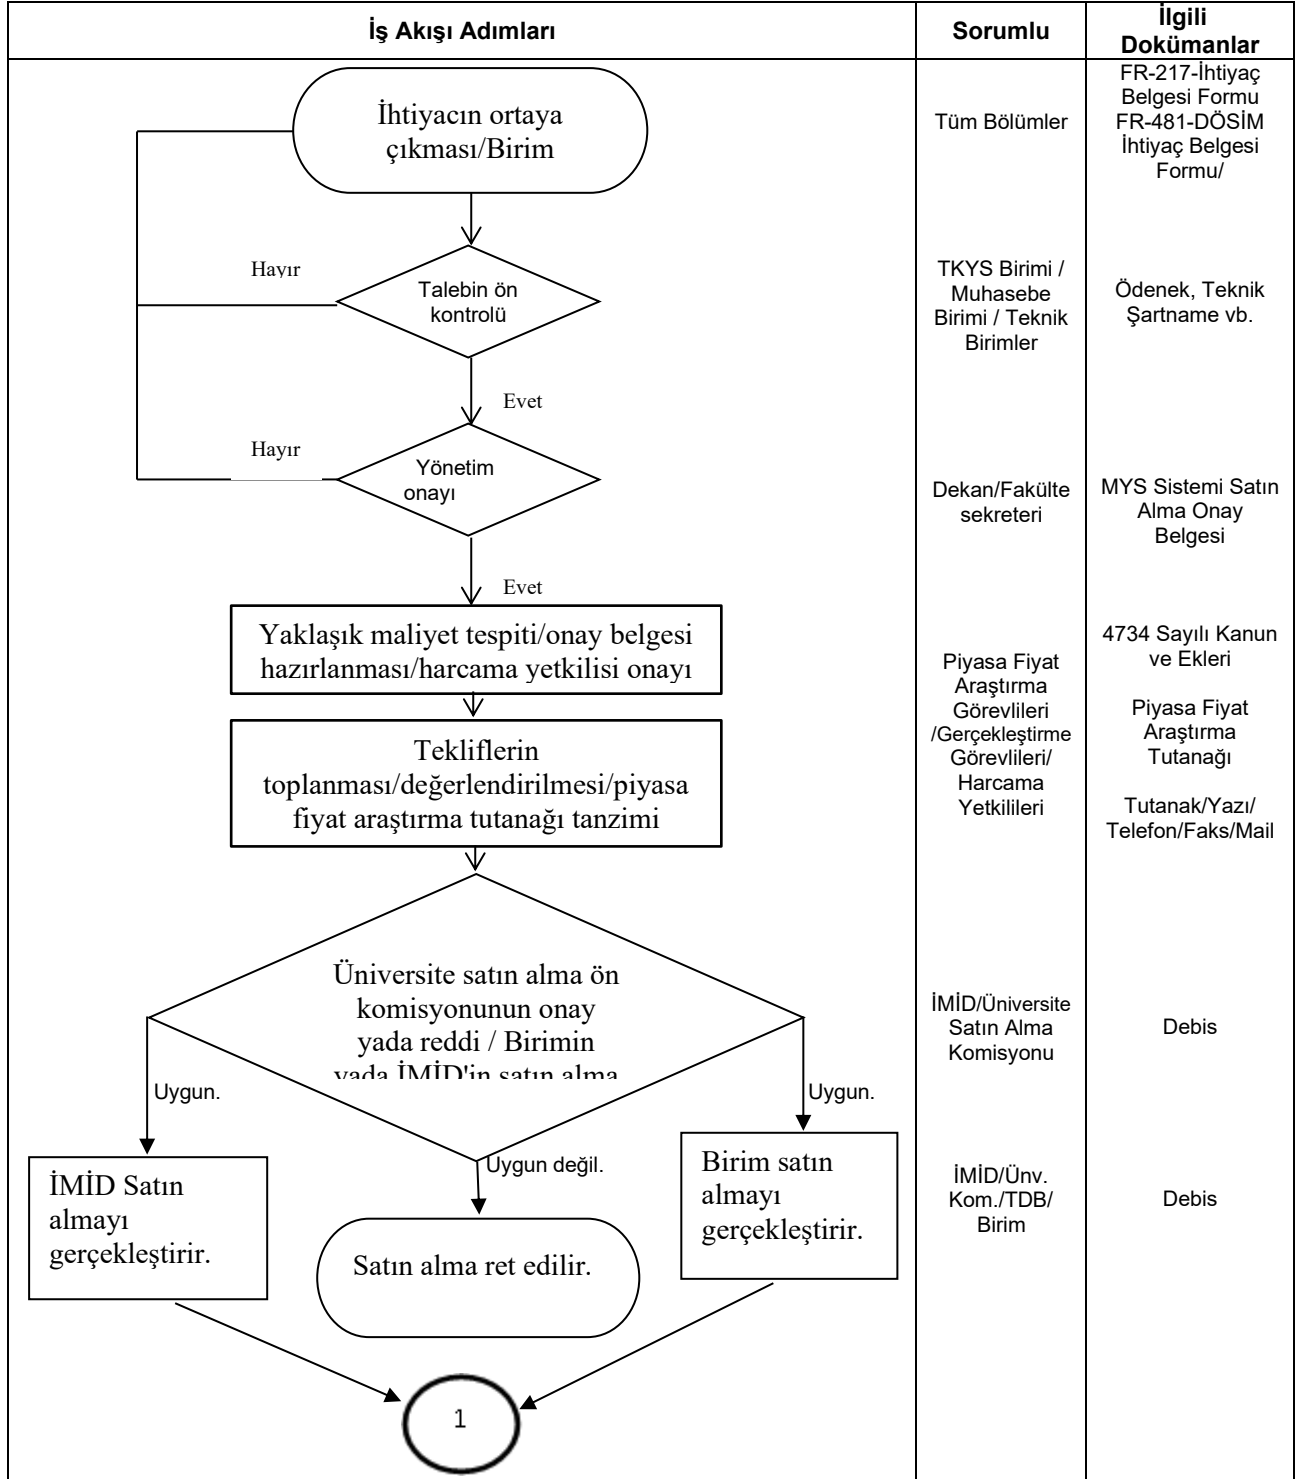 İş Akışı Adımları
Sorumlu
İlgili
Dokümanlar
İhtiyacın ortaya
çıkması/Birim
Tüm Bölümler
FR-217-İhtiyaç
Belgesi Formu
FR-481-DÖSİM
İhtiyaç Belgesi
Formu/
Hayır
Talebin ön
kontrolü
TKYS Birimi /
Muhasebe
Birimi / Teknik
Birimler
Ödenek, Teknik
Şartname vb.
Evet
Hayır
Yönetim
onayı
Dekan/Fakülte
sekreteri
MYS Sistemi Satın
Alma Onay
Belgesi
Evet
Yaklaşık maliyet tespiti/onay belgesi
hazırlanması/harcama yetkilisi onayı
Tekliflerin
toplanması/değerlendirilmesi/piyasa
fiyat araştırma tutanağı tanzimi
Piyasa Fiyat
Araştırma
Görevlileri
/Gerçekleştirme
Görevlileri/
Harcama
Yetkilileri
4734 Sayılı Kanun
ve Ekleri
Piyasa Fiyat
Araştırma
Tutanağı
Tutanak/Yazı/
Telefon/Faks/Mail
Üniversite satın alma ön
komisyonunun onay
yada reddi / Birimin
yada İMİD'in satın alma
İMİD/Üniversite
Satın Alma
Komisyonu
Debis
Uygun.
Uygun değil.
Uygun.
İMİD Satın
almayı
gerçekleştirir.
Satın alma ret edilir.
Birim satın
almayı
gerçekleştirir.
İMİD/Ünv.
Kom./TDB/
Birim
Debis
1